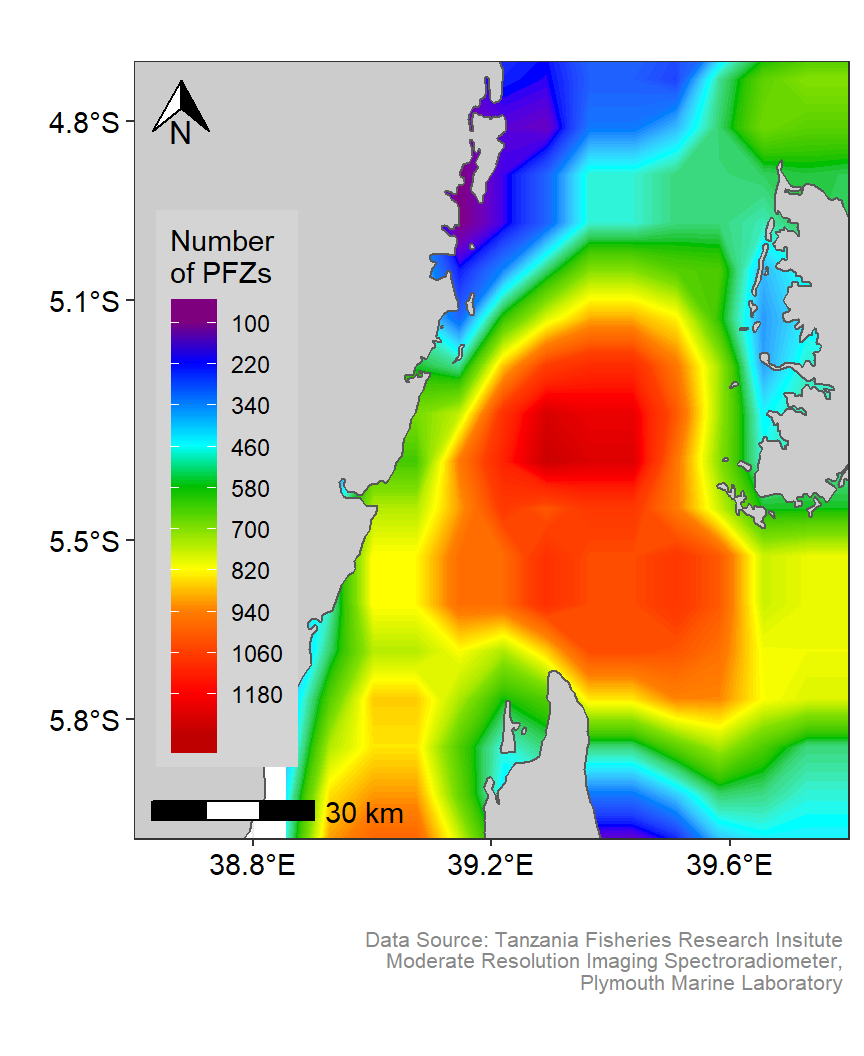 4.8°S
5.1°S
5.5°S
5.8°S
N
Number
of PFZs
100
220
340
460
580
700
820
940
1060
1180
30 km
38.8°E
39.2°E
39.6°E
Data Source: Tanzania Fisheries Research Insitute
Moderate Resolution Imaging Spectroradiometer,
Plymouth Marine Laboratory